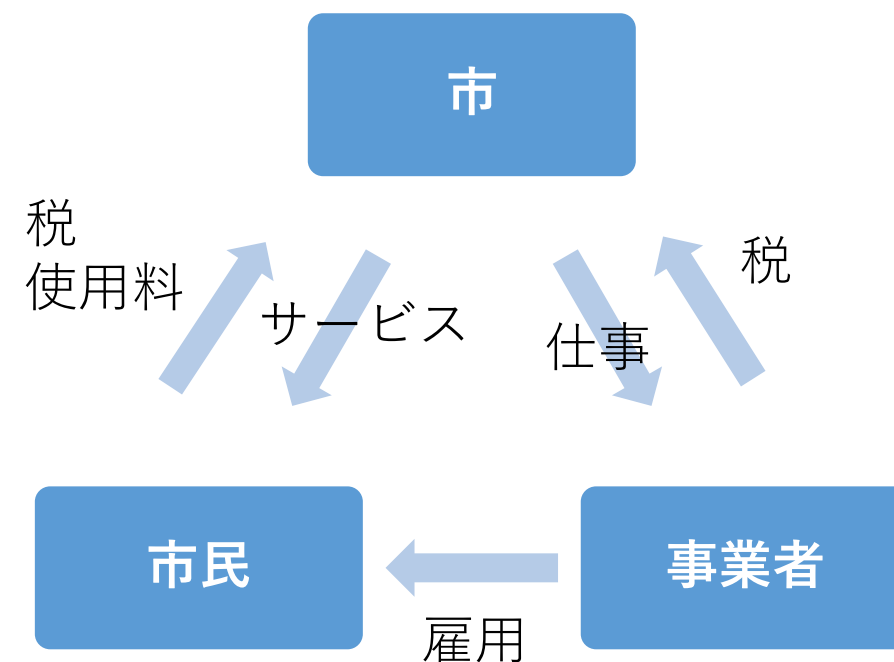 市
税
使用料
サービス
仕事
税
市民
事業者
雇用